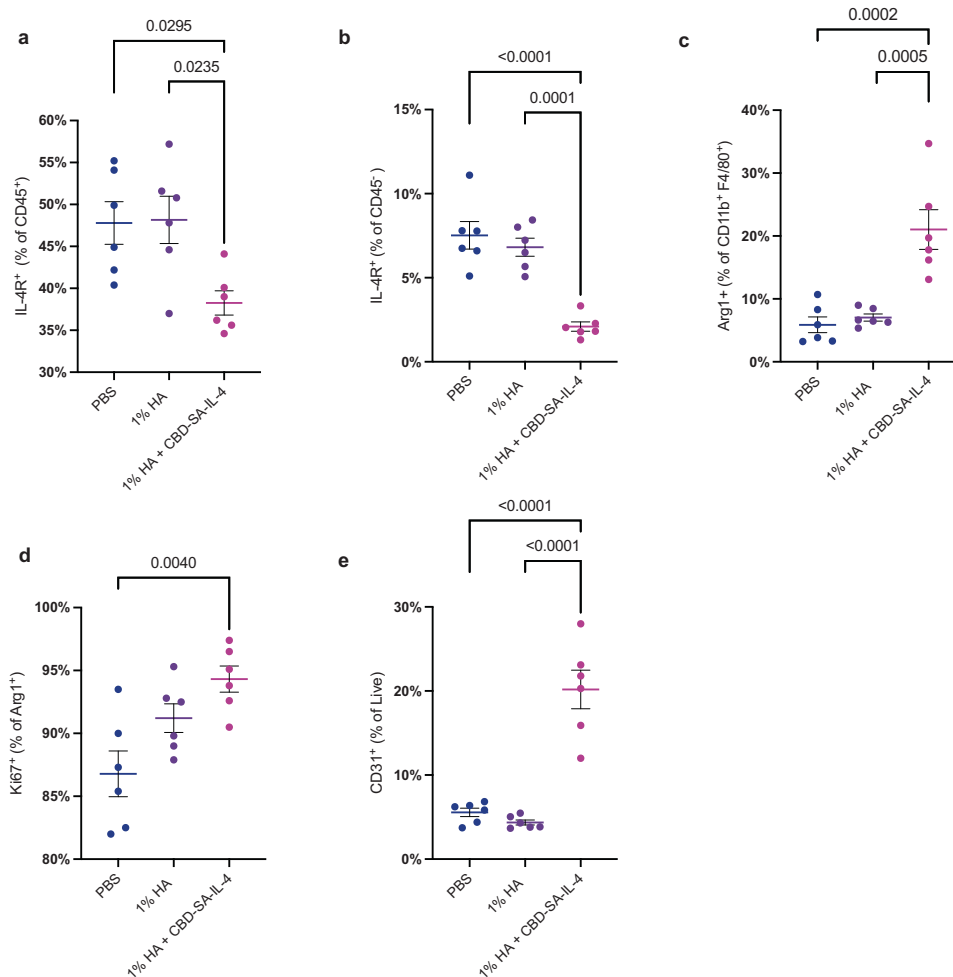 a
0.0295
0.0235
IL-4R⁺ (% of CD45⁺)
60%
55%
50%
45%
40%
35%
30%
PBS
1% HA
1% HA + CBD-SA-IL-4
b
<0.0001
0.0001
IL-4R⁺ (% of CD45⁻)
15%
10%
5%
0%
PBS
1% HA
1% HA + CBD-SA-IL-4
c
0.0002
0.0005
Arg1+ (% of CD11b⁺ F4/80⁺)
40%
30%
20%
10%
0%
PBS
1% HA
1% HA + CBD-SA-IL-4
d
0.0040
Ki67⁺ (% of Arg1⁺)
100%
95%
90%
85%
80%
PBS
1% HA
1% HA + CBD-SA-IL-4
e
<0.0001
<0.0001
CD31⁺ (% of Live)
30%
20%
10%
0%
PBS
1% HA
1% HA + CBD-SA-IL-4